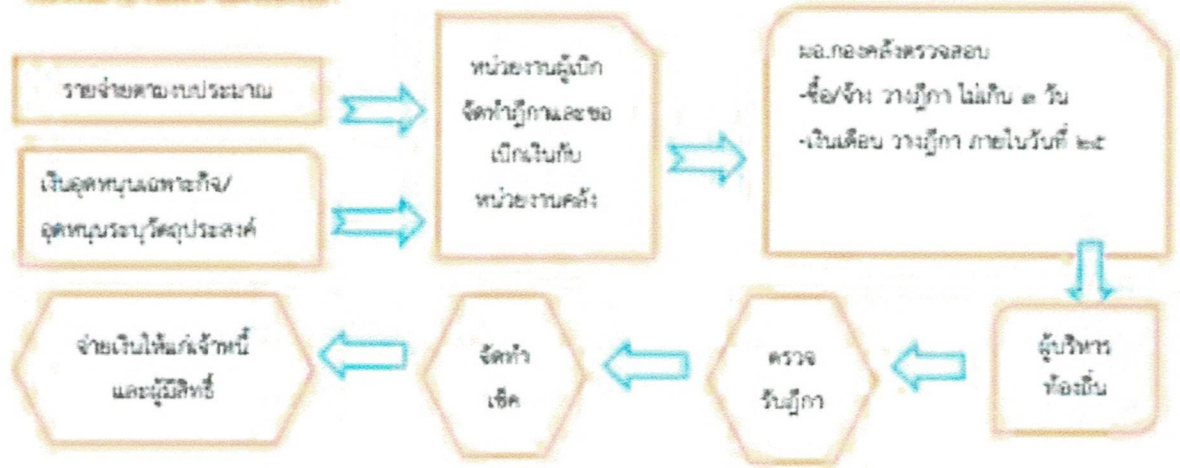 รายจ่ายตามงบประมาณ
เงินอุดหนุนเฉพาะกิจ/
อุดหนุนระบุวัตถุประสงค์
หน่วยงานผู้เบิก
จัดทำฎีกาและขอ
เบิกเงินกับ
หน่วยงานคลัง
ผอ.กองคลังตรวจสอบ
-ซื้อ/จ้าง วางฎีกา ไม่เกิน ๓ วัน
-เงินเดือน วางฎีกา ภายในวันที่ ๒๕
ผู้บริหาร
ท้องถิ่น
ตรวจ
รับฎีกา
จัดทำ
เช็ค
จ่ายเงินให้แก่เจ้าหนี้
และผู้มีสิทธิ์